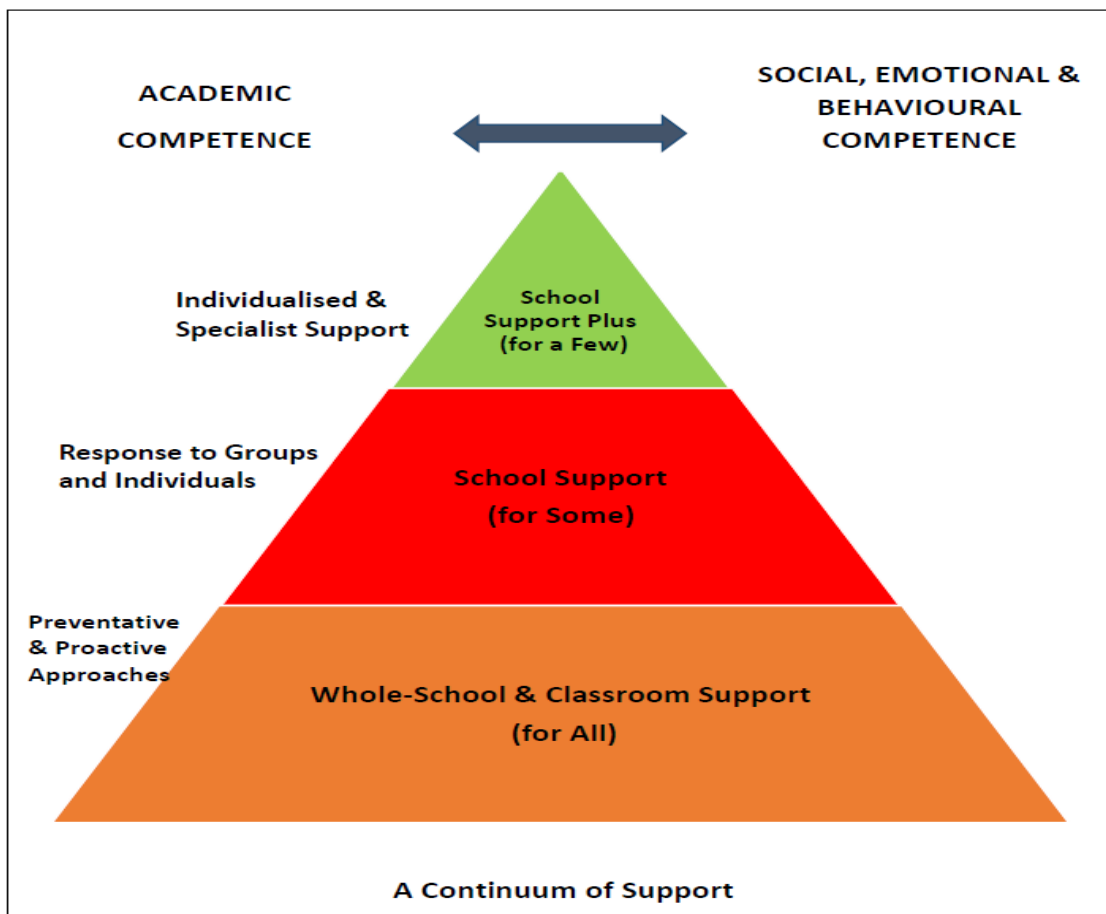 ACADEMIC
COMPETENCE
SOCIAL, EMOTIONAL &
BEHAVIOURAL
COMPETENCE
Individualised &
Specialist Support
School
Support Plus
(for a Few)
Response to Groups
and Individuals
School Support
(for Some)
Preventative
& Proactive
Approaches
Whole-School & Classroom Support
(for All)
A Continuum of Support